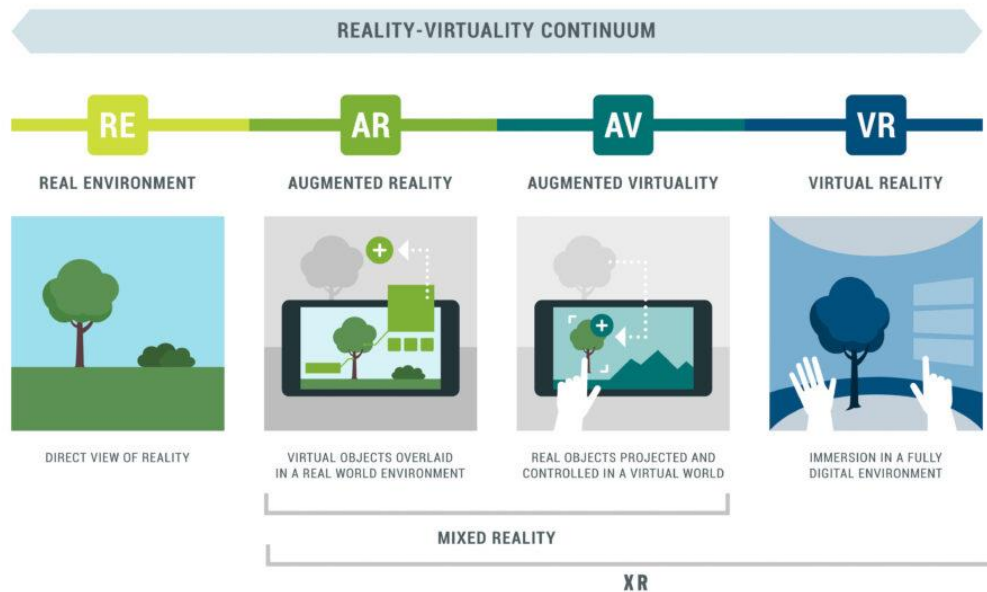 REALITY-VIRTUALITY CONTINUUM
RE
AR
AV
VR
REAL ENVIRONMENT
AUGMENTED REALITY
AUGMENTED VIRTUALITY
VIRTUAL REALITY
DIRECT VIEW OF REALITY
VIRTUAL OBJECTS OVERLAID
IN A REAL WORLD ENVIRONMENT
REAL OBJECTS PROJECTED AND
CONTROLLED IN A VIRTUAL WORLD
IMMERSION IN A FULLY
DIGITAL ENVIRONMENT
MIXED REALITY
XR